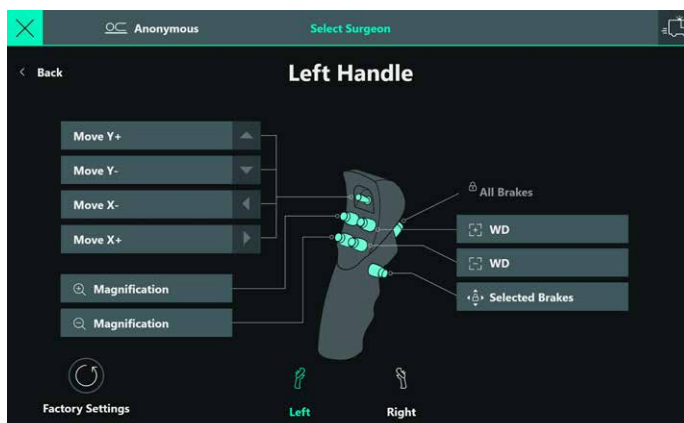 Anonymous
Select Surgeon
Back
Left Handle
Move Y+
Move Y-
Move X-
Move X+
Magnification
Magnification
All Brakes
WD
WD
Selected Brakes
Factory Settings
Left
Right